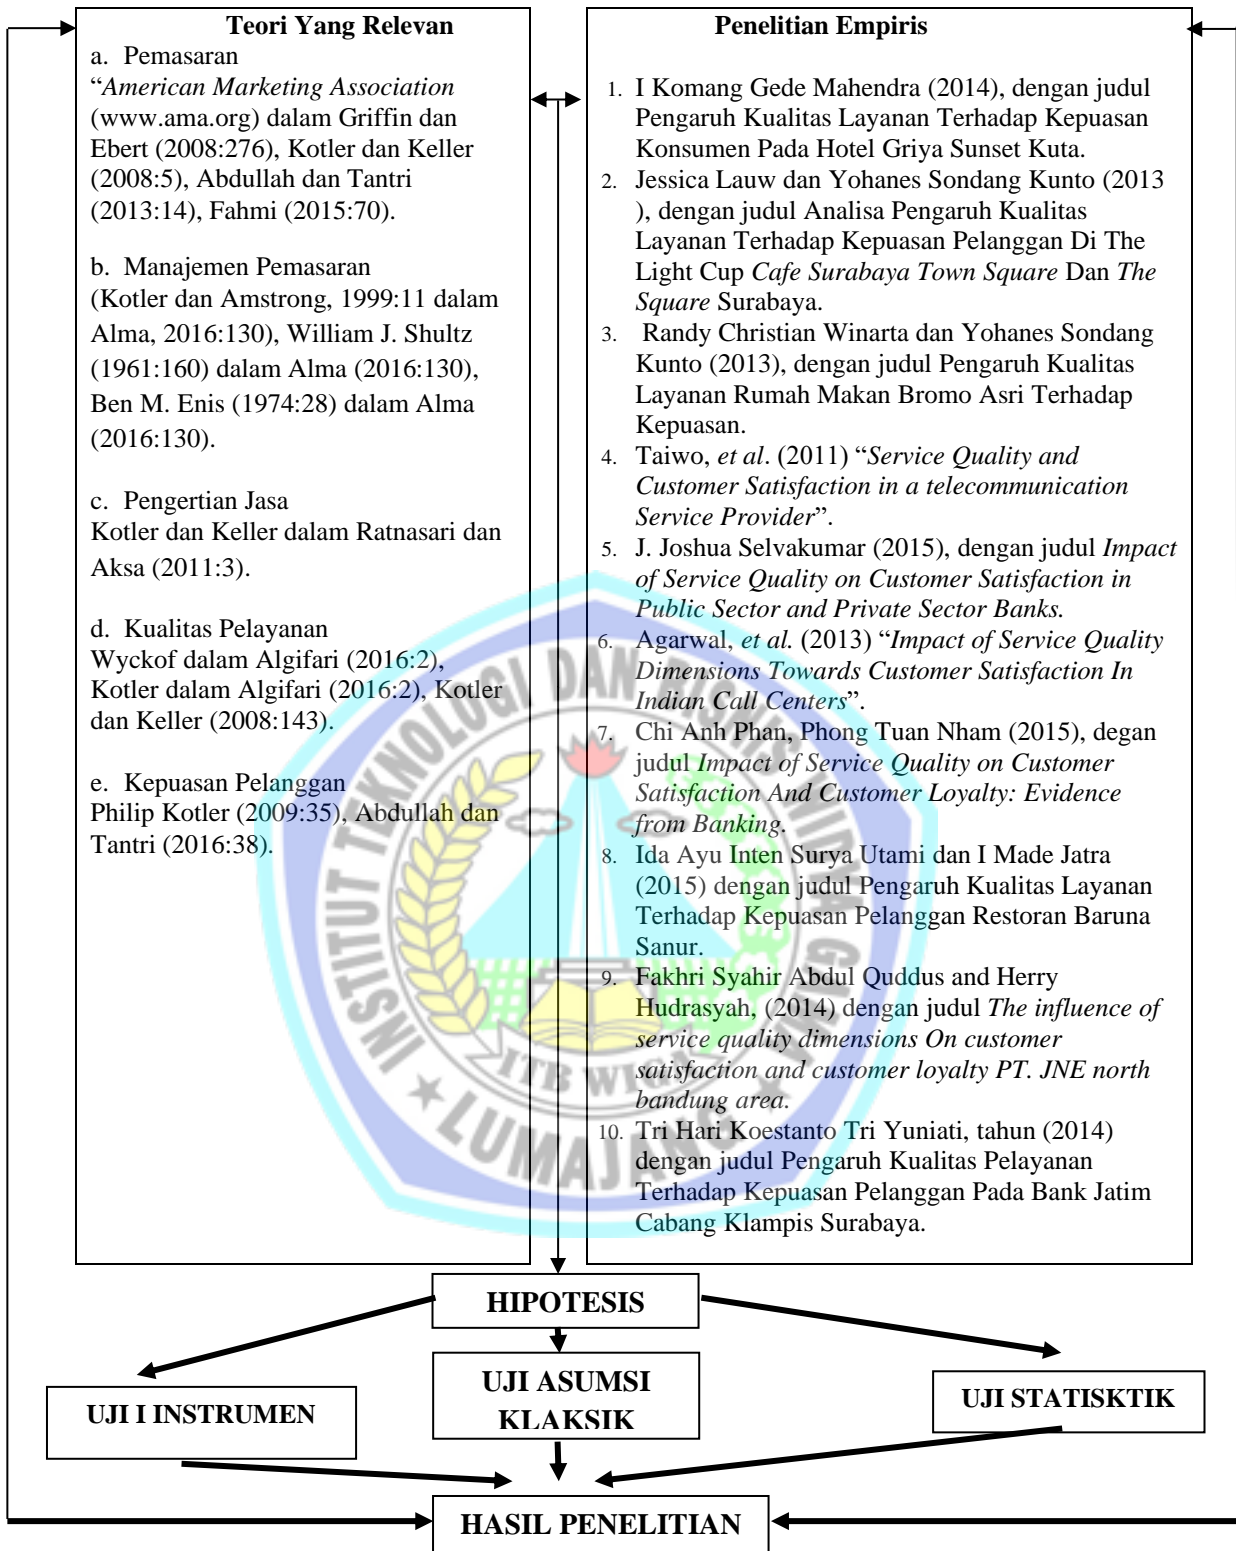 Teori Yang Relevan
a. Pemasaran
“American Marketing Association
(www.ama.org) dalam Griffin dan
Ebert (2008:276), Kotler dan Keller
(2008:5), Abdullah dan Tantri
(2013:14), Fahmi (2015:70).
b. Manajemen Pemasaran
(Kotler dan Amstrong, 1999:11 dalam
Alma, 2016:130), William J. Shultz
(1961:160) dalam Alma (2016:130),
Ben M. Enis (1974:28) dalam Alma
(2016:130).
c. Pengertian Jasa
Kotler dan Keller dalam Ratnasari dan
Aksa (2011:3).
d. Kualitas Pelayanan
Wyckof dalam Algifari (2016:2),
Kotler dalam Algifari (2016:2), Kotler
dan Keller (2008:143).
e. Kepuasan Pelanggan
Philip Kotler (2009:35), Abdullah dan
Tantri (2016:38).
Penelitian Empiris
1. I Komang Gede Mahendra (2014), dengan judul
Pengaruh Kualitas Layanan Terhadap Kepuasan
Konsumen Pada Hotel Griya Sunset Kuta.
2. Jessica Lauw dan Yohanes Sondang Kunto (2013
), dengan judul Analisa Pengaruh Kualitas
Layanan Terhadap Kepuasan Pelanggan Di The
Light Cup Cafe Surabaya Town Square Dan The
Square Surabaya.
3. Randy Christian Winarta dan Yohanes Sondang
Kunto (2013), dengan judul Pengaruh Kualitas
Layanan Rumah Makan Bromo Asri Terhadap
Kepuasan.
4. Taiwo, et al. (2011) “Service Quality and
Customer Satisfaction in a telecommunication
Service Provider”.
5. J. Joshua Selvakumar (2015), dengan judul Impact
of Service Quality on Customer Satisfaction in
Public Sector and Private Sector Banks.
6. Agarwal, et al. (2013) “Impact of Service Quality
Dimensions Towards Customer Satisfaction In
Indian Call Centers”.
7. Chi Anh Phan, Phong Tuan Nham (2015), degan
judul Impact of Service Quality on Customer
Satisfaction And Customer Loyalty: Evidence
from Banking.
8. Ida Ayu Inten Surya Utami dan I Made Jatra
(2015) dengan judul Pengaruh Kualitas Layanan
Terhadap Kepuasan Pelanggan Restoran Baruna
Sanur.
9. Fakhri Syahir Abdul Quddus and Herry
Hudrasyah, (2014) dengan judul The influence of
service quality dimensions On customer
satisfaction and customer loyalty PT. JNE north
bandung area.
10. Tri Hari Koestanto Tri Yuniati, tahun (2014)
dengan judul Pengaruh Kualitas Pelayanan
Terhadap Kepuasan Pelanggan Pada Bank Jatim
Cabang Klampis Surabaya.
INSTITUT TEKNOLOGI DAN BISNIS WIDYA GAMA
ITB WIGA
★ LUMAJANG ★
HIPOTESIS
UJI I INSTRUMEN
UJI ASUMSI
KLAKSIK
UJI STATISKTIK
HASIL PENELITIAN